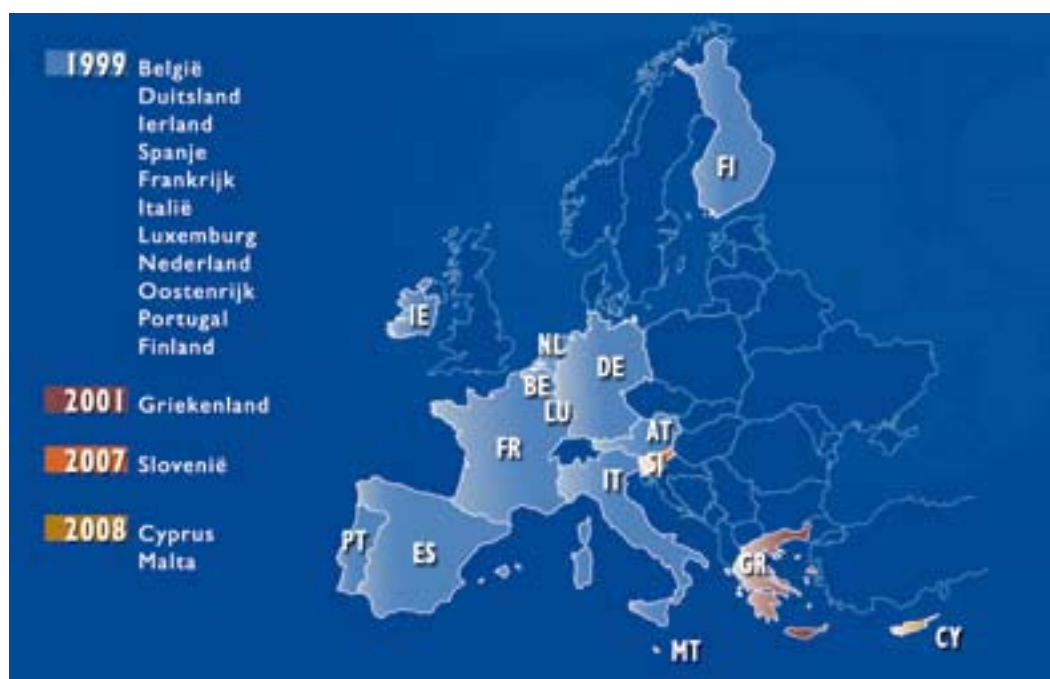 1999 België
Duitsland
Ierland
Spanje
Frankrijk
Italië
Luxemburg
Nederland
Oostenrijk
Portugal
Finland
2001 Griekenland
2007 Slovenië
2008 Cyprus
Malta
FI
IE
NL
DE
BE
LU
AT
FR
SI
IT
PT
ES
GR
MT
CY